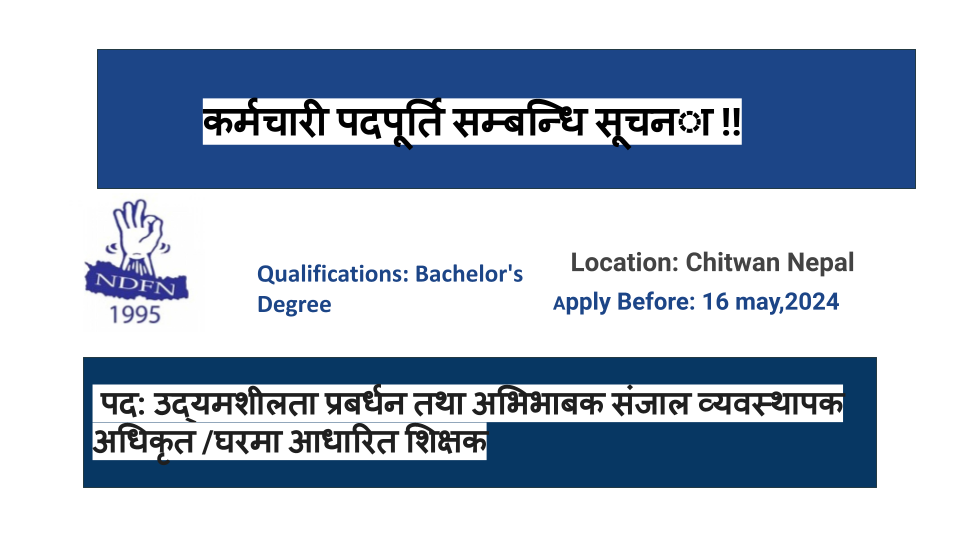 कर्मचारी पदपूर्ति सम्बन्धि सूचन◌ा !!
NDFN
1995
Qualifications: Bachelor's
Degree
Location: Chitwan Nepal
Apply Before: 16 may,2024
पद: उद्यमशीलता प्रबर्धन तथा अभिभाबक संजाल व्यवस्थापक
अधिकृत /घरमा आधारित शिक्षक